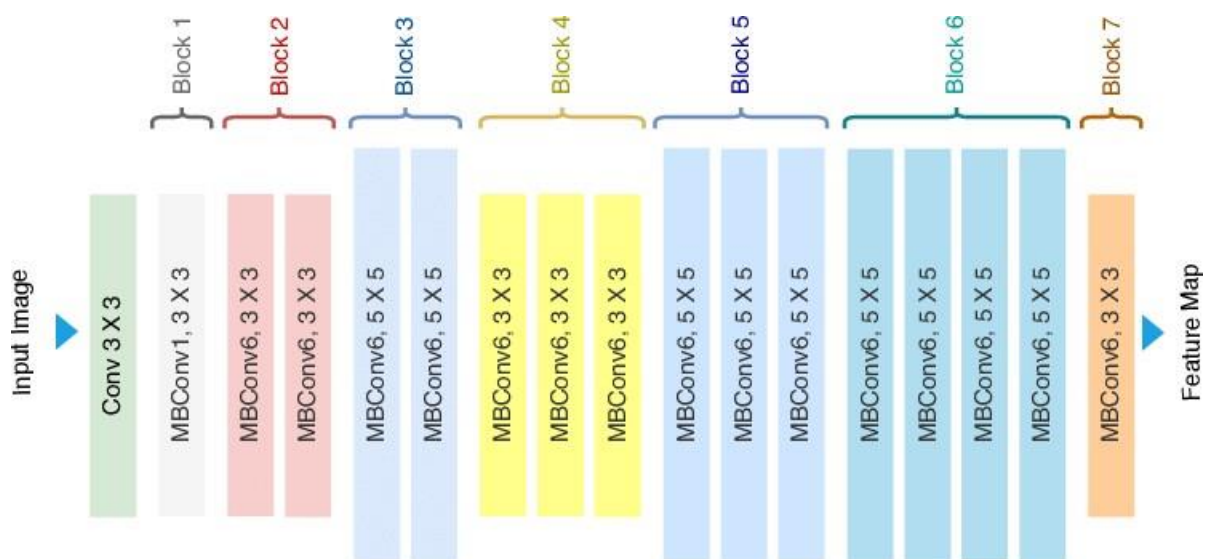 Block 1
Block 2
Block 3
Block 4
Block 5
Block 6
Block 7
Input Image
Conv 3 X 3
MBConv1, 3 X 3
MBConv6, 3 X 3
MBConv6, 3 X 3
MBConv6, 5 X 5
MBConv6, 5 X 5
MBConv6, 3 X 3
MBConv6, 3 X 3
MBConv6, 3 X 3
MBConv6, 5 X 5
MBConv6, 5 X 5
MBConv6, 5 X 5
MBConv6, 5 X 5
MBConv6, 5 X 5
MBConv6, 5 X 5
MBConv6, 5 X 5
MBConv6, 3 X 3
Feature Map